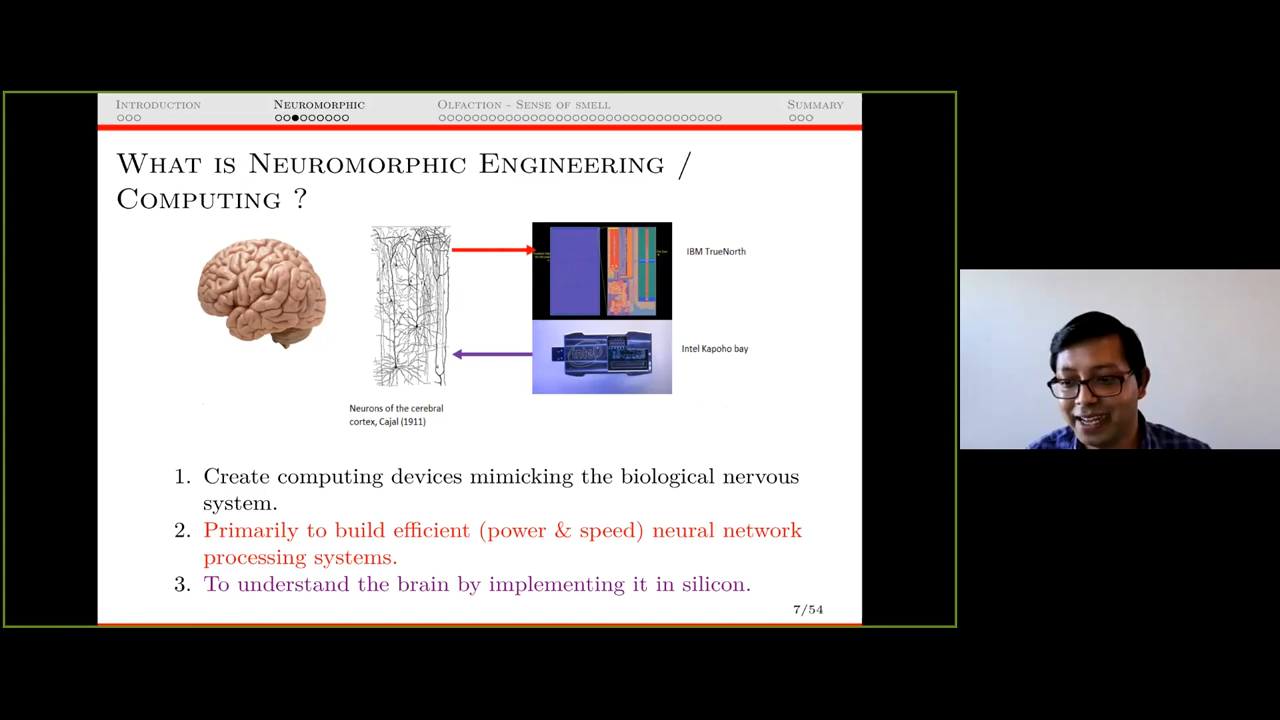 INTRODUCTION
NEUROMORPHIC
OLFACTION - SENSE OF SMELL
SUMMARY
WHAT IS NEUROMORPHIC ENGINEERING /
COMPUTING ?
IBM TrueNorth
Intel Kapoho bay
Neurons of the cerebral
cortex, Cajal (1911)
1. Create computing devices mimicking the biological nervous
system.
2. Primarily to build efficient (power & speed) neural network
processing systems.
3. To understand the brain by implementing it in silicon.
7/54